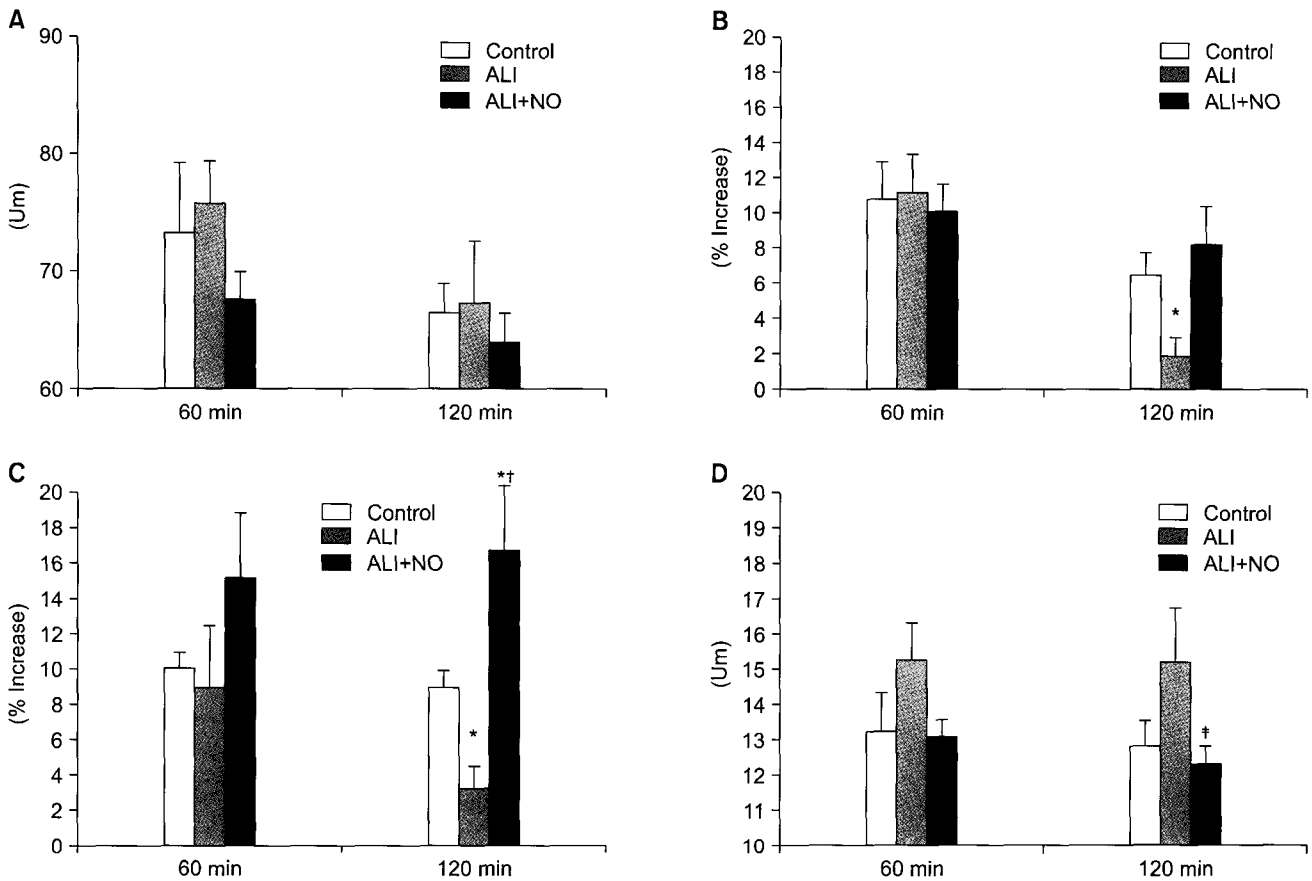 A
90
80
70
60
(Um)
Control
ALI
ALI+NO
60 min 120 min
B
20
18
16
14
12
10
8
6
4
2
0
(% Increase)
Control
ALI
ALI+NO
*
60 min 120 min
C
20
18
16
14
12
10
8
6
4
2
0
(% Increase)
Control
ALI
ALI+NO
*†
*
60 min 120 min
D
20
19
18
17
16
15
14
13
12
11
10
(Um)
Control
ALI
ALI+NO
‡
60 min 120 min